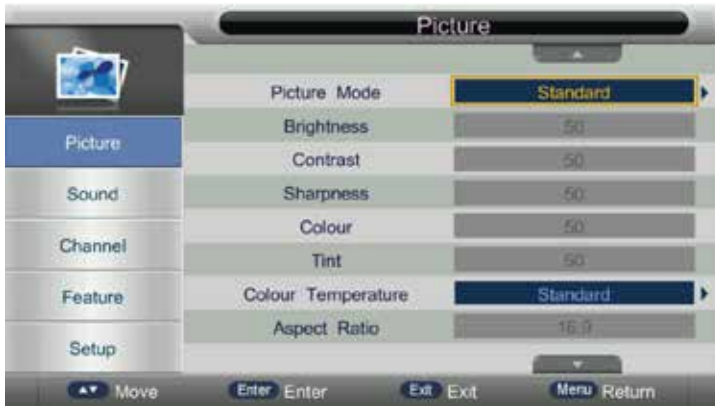 Picture
Picture
Sound
Channel
Feature
Setup
Picture Mode Standard
Brightness 50
Contrast 50
Sharpness 50
Colour 50
Tint 50
Colour Temperature Standard
Aspect Ratio 16:9
Move Enter Enter Exit Exit Menu Return